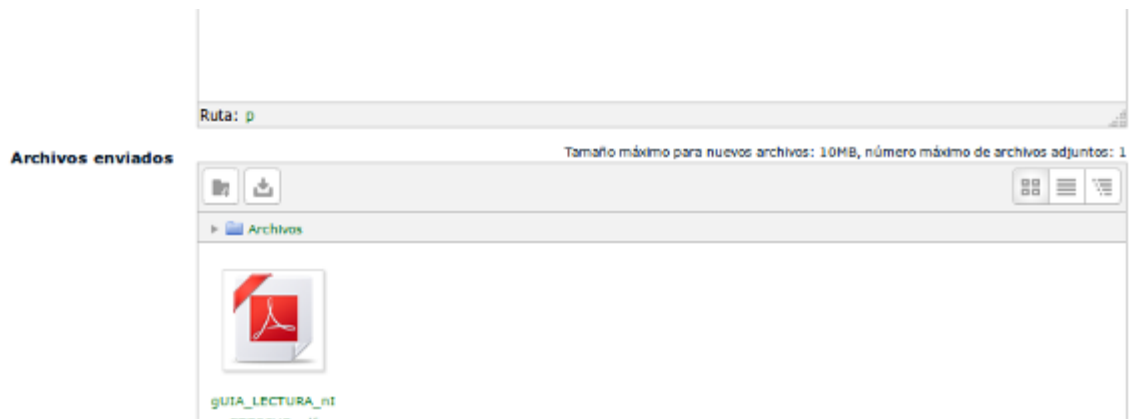 Ruta: p
Archivos enviados
Tamaño máximo para nuevos archivos: 10MB, número máximo de archivos adjuntos: 1
Archivos
gUIA_LECTURA_nI